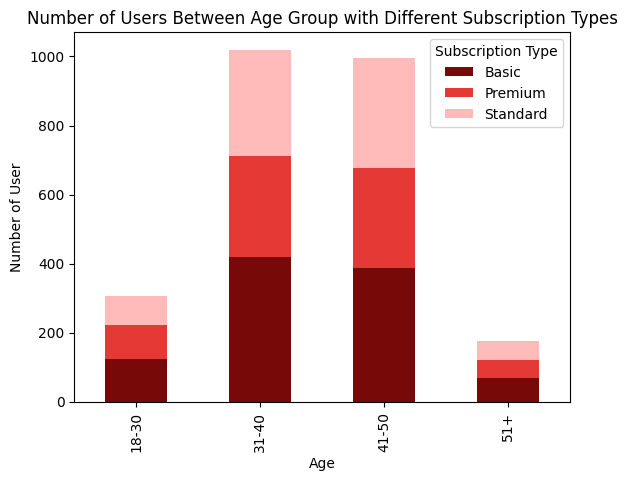 Number of Users Between Age Group with Different Subscription Types
Subscription Type
Basic
Premium
Standard
1000
800
600
400
200
0
Number of User
18-30
31-40
41-50
51+
Age